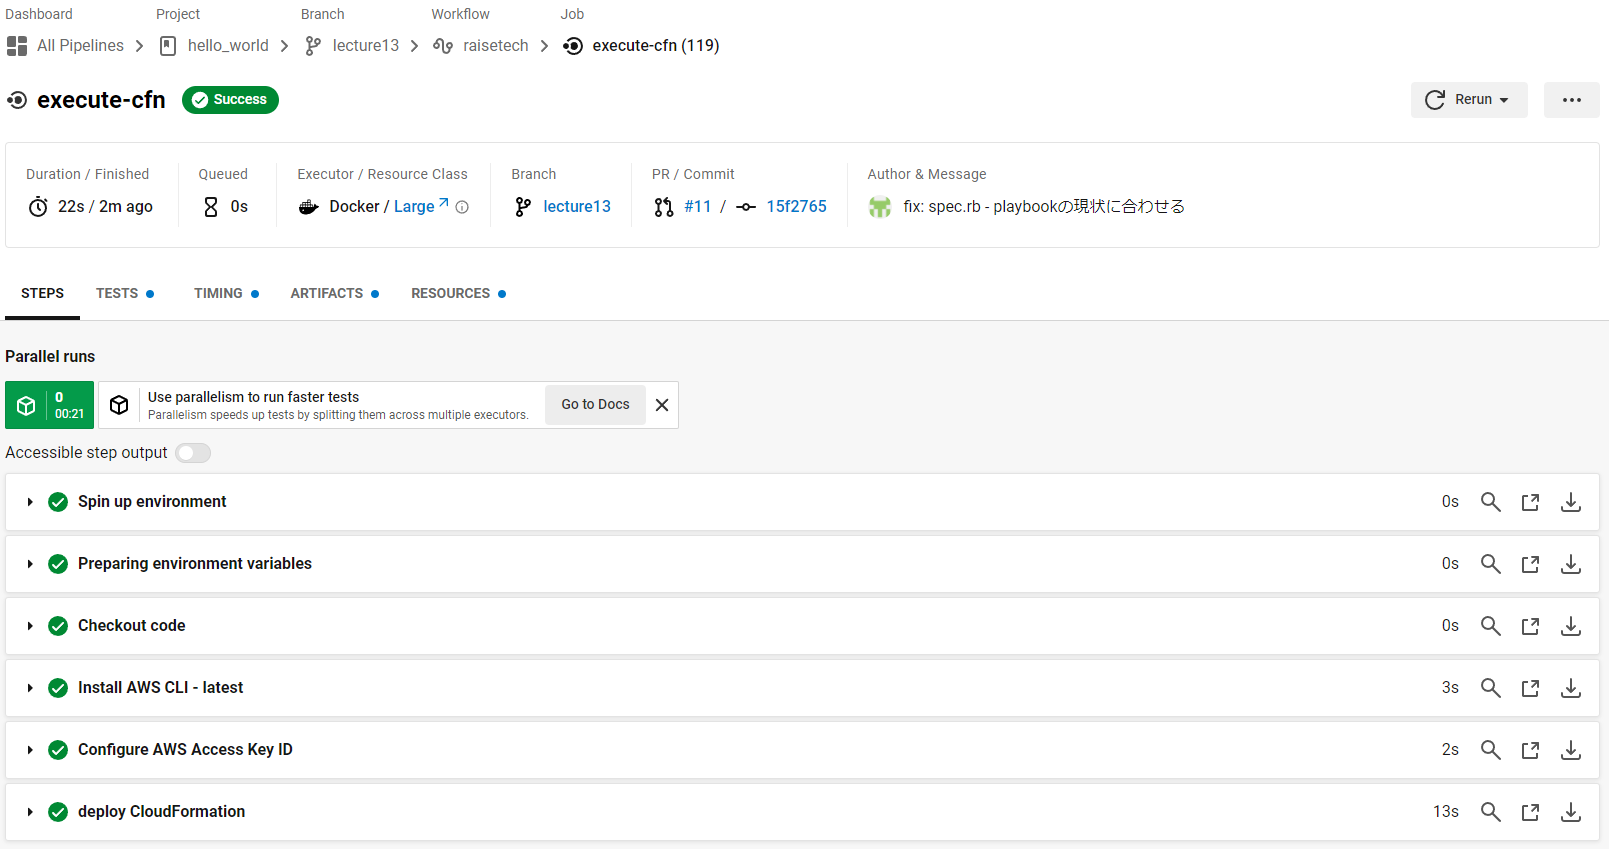 Dashboard Project Branch Workflow Job
All Pipelines hello_world lecture13 raisetech execute-cfn (119)
execute-cfn Success Rerun
Duration / Finished Queued Executor / Resource Class Branch PR / Commit Author & Message
22s / 2m ago 0s Docker / Large lecture13 #11 / 15f2765 fix: spec.rb - playbookの現状に合わせる
STEPS TESTS TIMING ARTIFACTS RESOURCES
Parallel runs
0
00:21
Use parallelism to run faster tests
Parallelism speeds up tests by splitting them across multiple executors.
Go to Docs
Accessible step output
Spin up environment 0s
Preparing environment variables 0s
Checkout code 0s
Install AWS CLI - latest 3s
Configure AWS Access Key ID 2s
deploy CloudFormation 13s